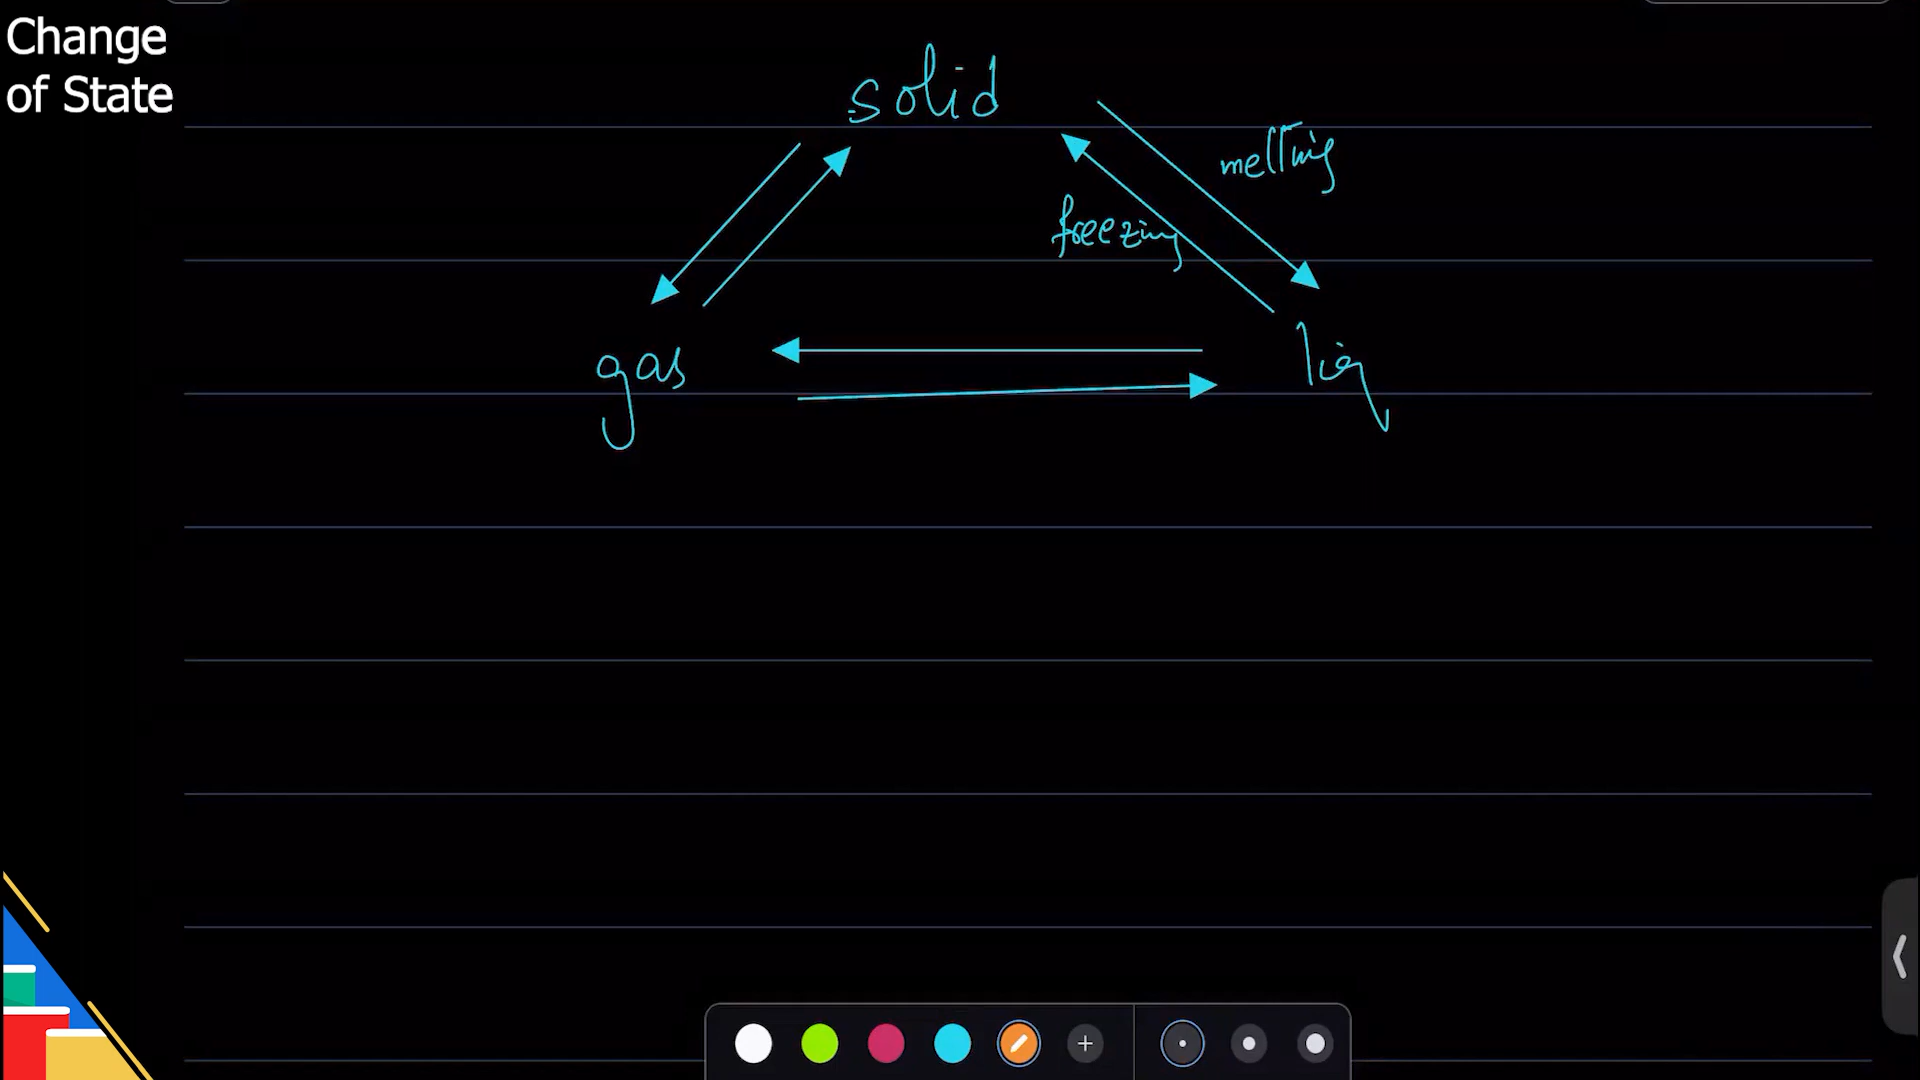 Change
of State
solid
melting
freezing
gas
liq